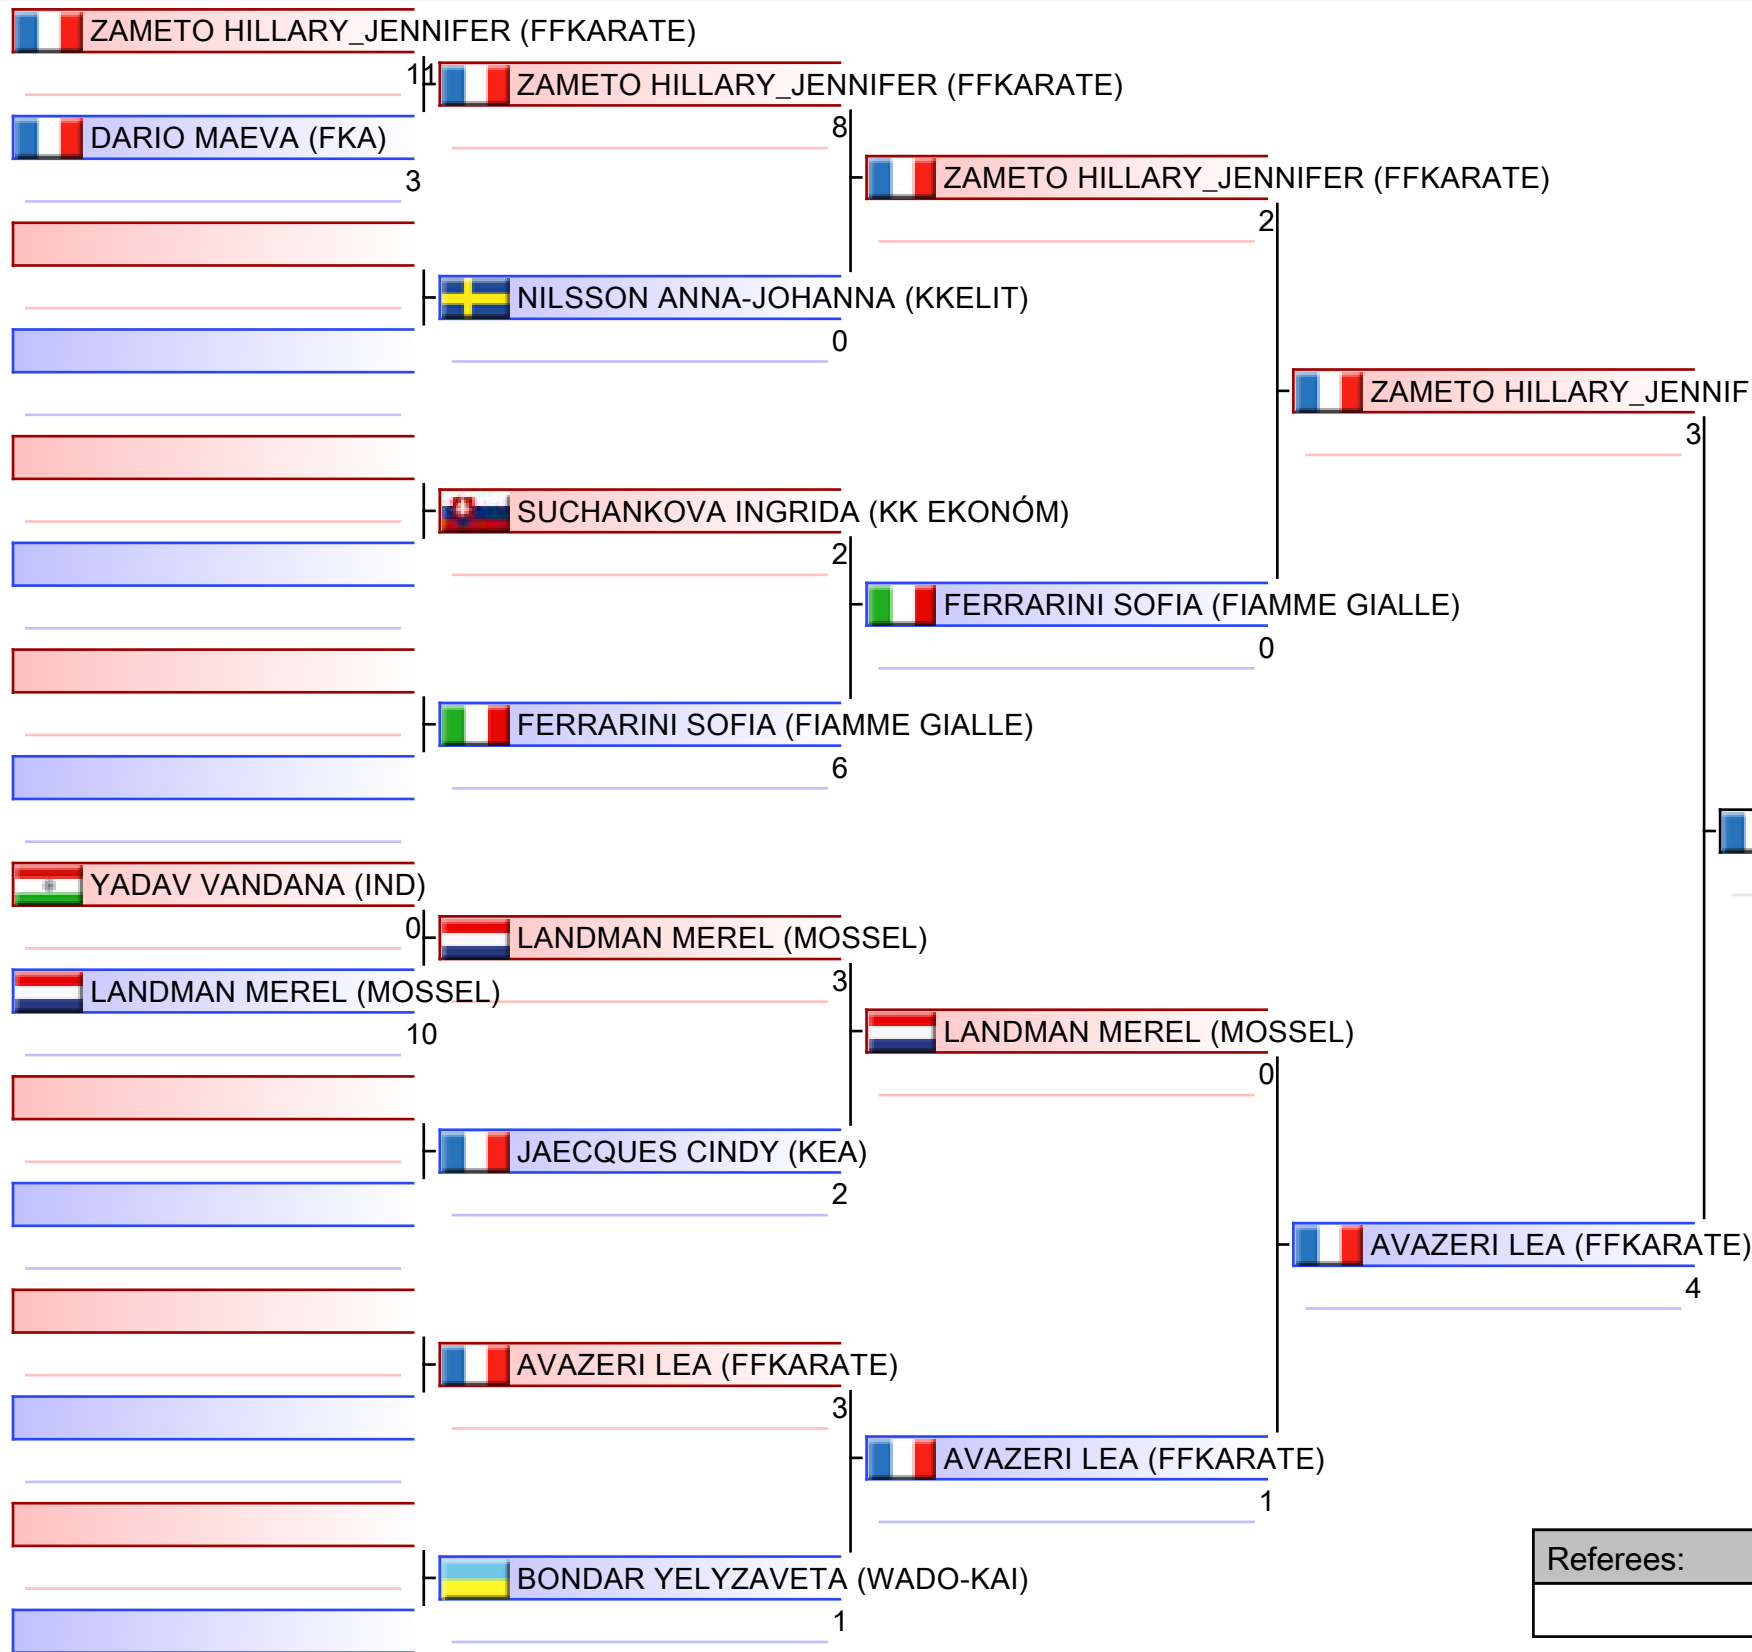 ZAMETO HILLARY_JENNIFER (FFKARATE)
11
DARIO MAEVA (FKA)
3
YADAV VANDANA (IND)
0
LANDMAN MEREL (MOSSEL)
10
ZAMETO HILLARY_JENNIFER (FFKARATE)
8
NILSSON ANNA-JOHANNA (KKELIT)
0
SUCHANKOVA INGRIDA (KK EKONÓM)
2
FERRARINI SOFIA (FIAMME GIALLE)
6
LANDMAN MEREL (MOSSEL)
3
JAECQUES CINDY (KEA)
2
AVAZERI LEA (FFKARATE)
3
BONDAR YELYZAVETA (WADO-KAI)
1
ZAMETO HILLARY_JENNIFER (FFKARATE)
2
FERRARINI SOFIA (FIAMME GIALLE)
0
LANDMAN MEREL (MOSSEL)
0
AVAZERI LEA (FFKARATE)
1
ZAMETO HILLARY_JENNIF
3
AVAZERI LEA (FFKARATE)
4
Referees: